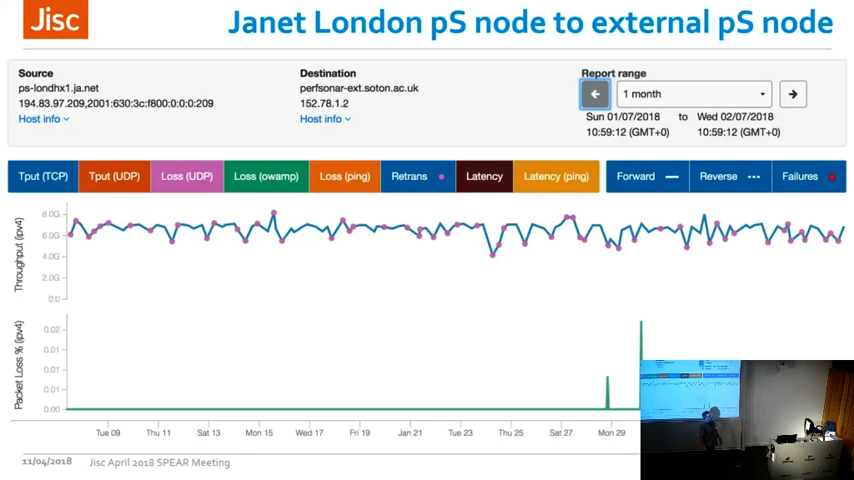 Jisc
Janet London pS node to external pS node
Source
ps-londhx1.ja.net
194.83.97.209,2001:630:3c:f800:0:0:0:209
Host info
Destination
perfsonar-ext.soton.ac.uk
152.78.1.2
Host info
Report range
1 month
Sun 01/07/2018 to Wed 02/07/2018
10:59:12 (GMT+0) 10:59:12 (GMT+0)
Tput (TCP) Tput (UDP) Loss (UDP) Loss (owamp) Loss (ping) Retrans Latency Latency (ping) Forward Reverse Failures
Throughput (ipv4)
8.0G
6.0G
4.0G
2.0G
0.0
Packet Loss % (ipv4)
0.02
0.01
0.01
0.01
0.00
Tue 09 Thu 11 Sat 13 Mon 15 Wed 17 Fri 19 Jan 21 Tue 23 Thu 25 Sat 27 Mon 29
11/04/2018 Jisc April 2018 SPEAR Meeting